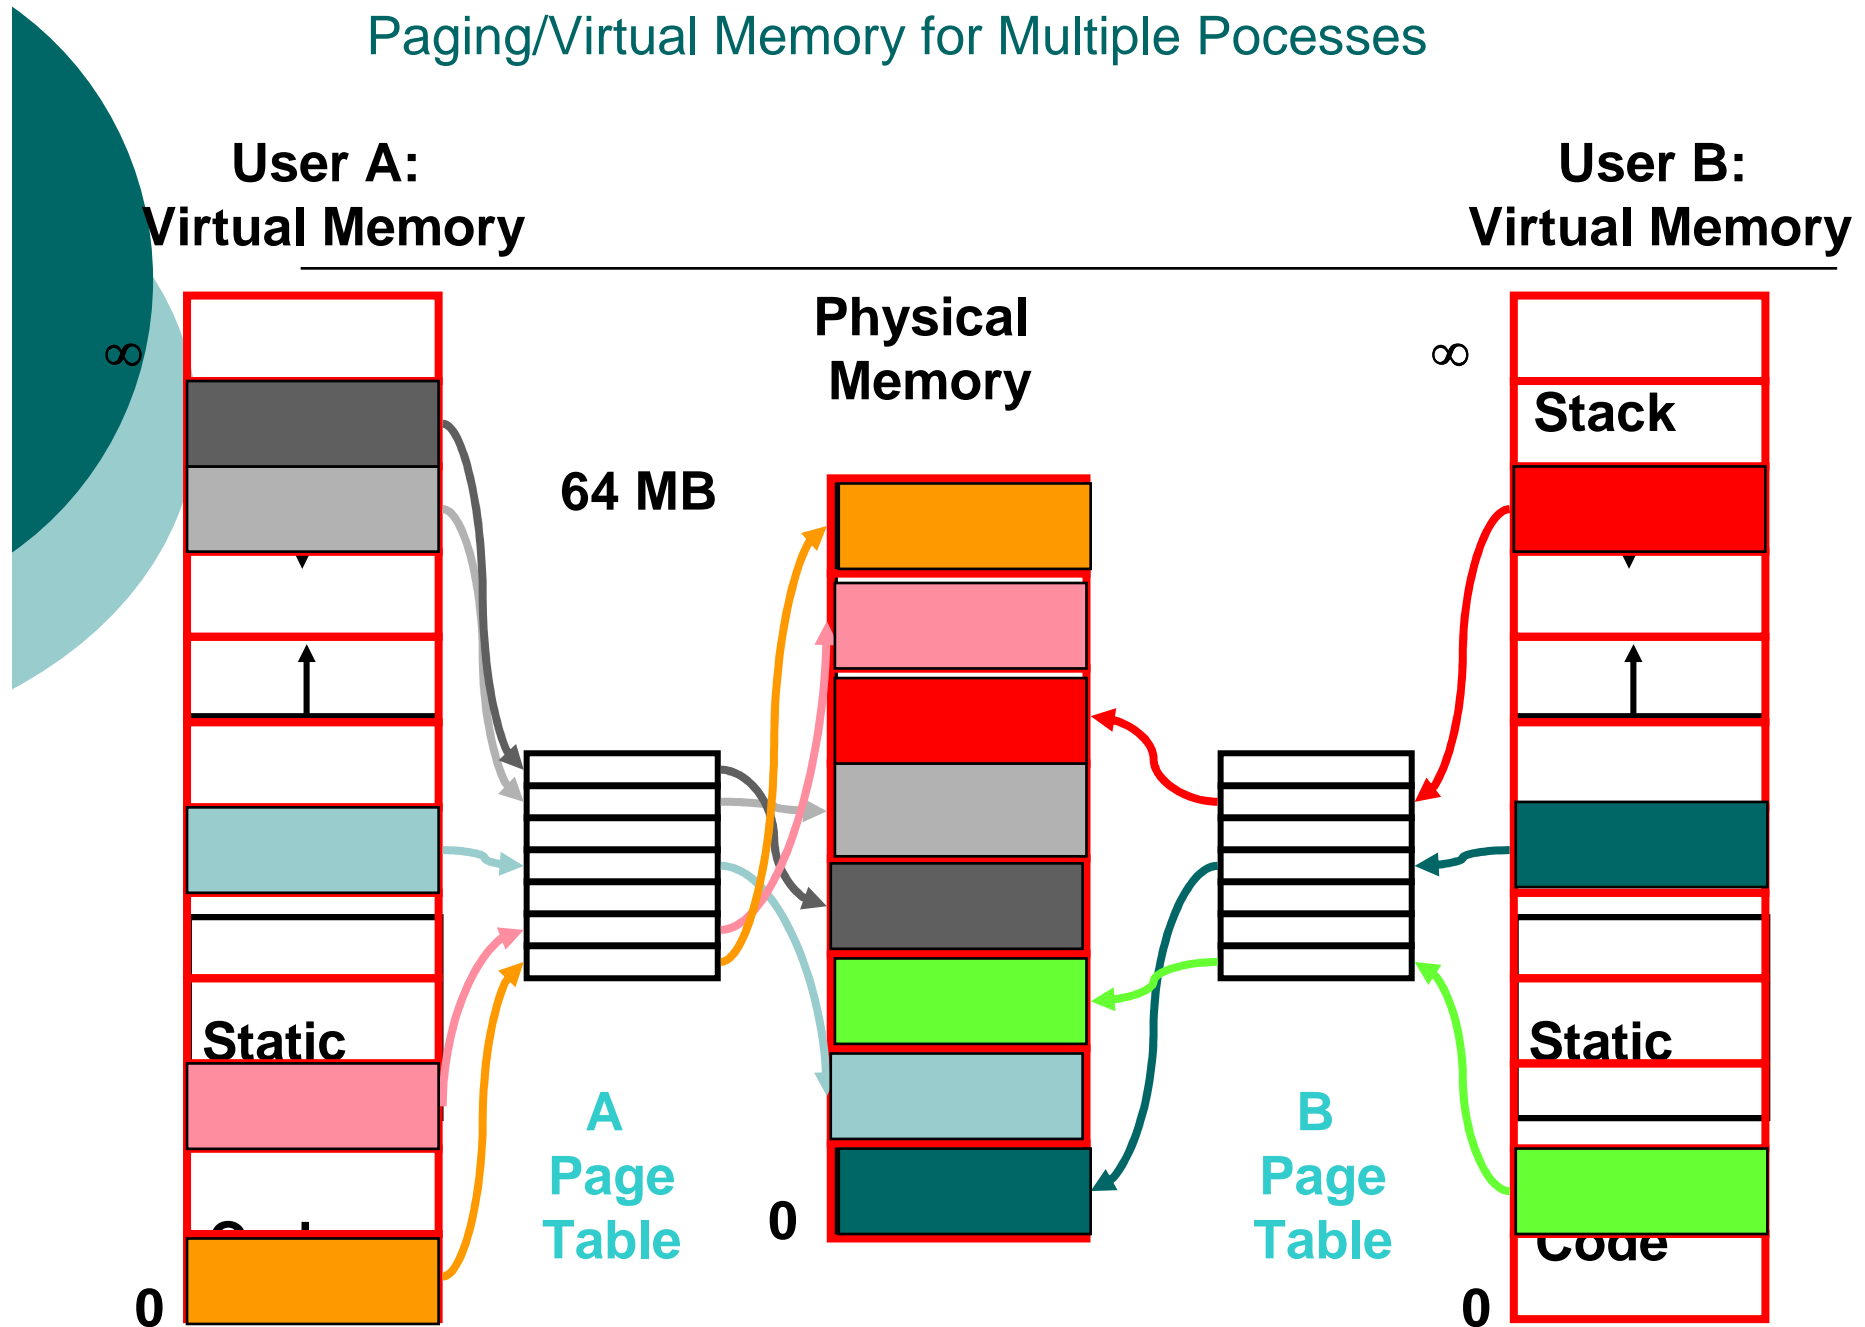 Paging/Virtual Memory for Multiple Pocesses
User A:
Virtual Memory
User B:
Virtual Memory
Physical
Memory
∞
∞
Stack
64 MB
Static
Static
A
Page
Table
B
Page
Table
0
Code
0
0